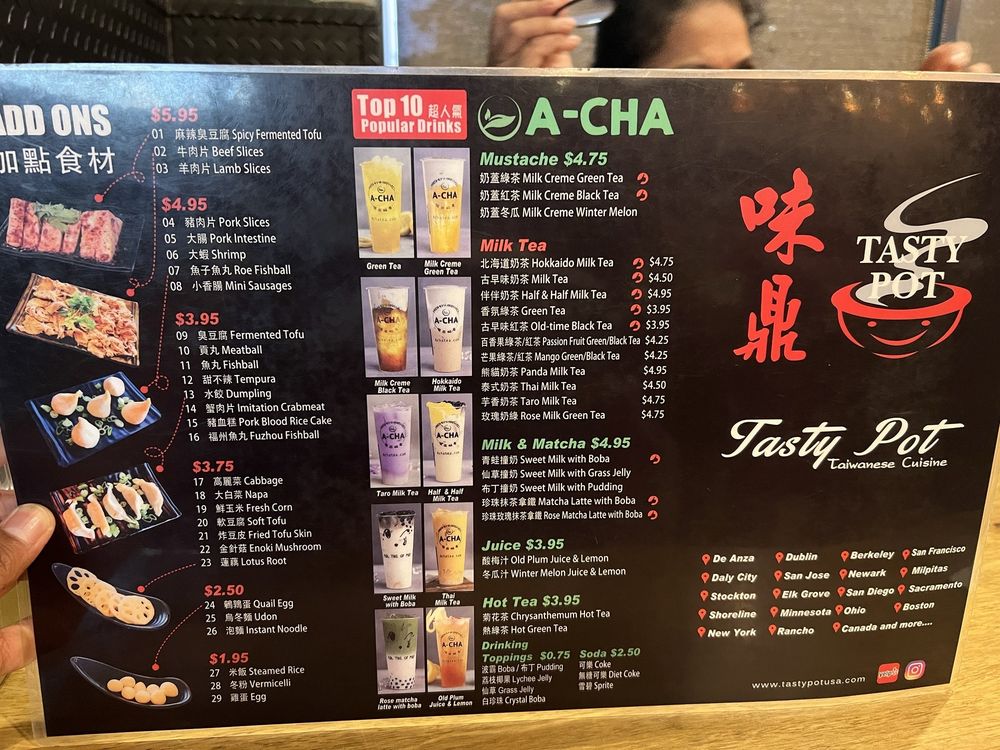 ADD ONS
加點食材
$5.95
01 麻辣臭豆腐 Spicy Fermented Tofu
02 牛肉片 Beef Slices
03 羊肉片 Lamb Slices
$4.95
04 豬肉片 Pork Slices
05 大腸 Pork Intestine
06 大蝦 Shrimp
07 魚子魚丸 Roe Fishball
08 小香腸 Mini Sausages
$3.95
09 臭豆腐 Fermented Tofu
10 貢丸 Meatball
11 魚丸 Fishball
12 甜不辣 Tempura
13 水餃 Dumpling
14 蟹肉片 Imitation Crabmeat
15 豬血糕 Pork Blood Rice Cake
16 福州魚丸 Fuzhou Fishball
$3.75
17 高麗菜 Cabbage
18 大白菜 Napa
19 鮮玉米 Fresh Corn
20 軟豆腐 Soft Tofu
21 炸豆皮 Fried Tofu Skin
22 金針菇 Enoki Mushroom
23 蓮藕 Lotus Root
$2.50
24 鵪鶉蛋 Quail Egg
25 烏冬麵 Udon
26 泡麵 Instant Noodle
$1.95
27 米飯 Steamed Rice
28 冬粉 Vermicelli
29 雞蛋 Egg
Top 10 超人氣
Popular Drinks
A-CHA
A-CHA
Green Tea
Milk Creme
Green Tea
A-CHA
A-CHA
Milk Creme
Black Tea
Hokkaido
Milk Tea
A-CHA
A-CHA
Taro Milk Tea
Half & Half
Milk Tea
A-CHA
Sweet Milk
with Boba
Thai
Milk Tea
A-CHA
Rose matcha
latte with boba
Old Plum
Juice & Lemon
A-CHA
Mustache $4.75
奶蓋綠茶 Milk Creme Green Tea
奶蓋紅茶 Milk Creme Black Tea
奶蓋冬瓜 Milk Creme Winter Melon
Milk Tea
北海道奶茶 Hokkaido Milk Tea $4.75
古早味奶茶 Milk Tea $4.50
伴伴奶茶 Half & Half Milk Tea $4.95
香氛綠茶 Green Tea $3.95
古早味紅茶 Old-time Black Tea $3.95
百香果綠茶/紅茶 Passion Fruit Green/Black Tea $4.25
芒果綠茶/紅茶 Mango Green/Black Tea $4.25
熊貓奶茶 Panda Milk Tea $4.95
泰式奶茶 Thai Milk Tea $4.50
芋香奶茶 Taro Milk Tea $4.75
玫瑰奶綠 Rose Milk Green Tea $4.75
Milk & Matcha $4.95
青蛙撞奶 Sweet Milk with Boba
仙草撞奶 Sweet Milk with Grass Jelly
布丁撞奶 Sweet Milk with Pudding
珍珠抹茶拿鐵 Matcha Latte with Boba
珍珠玫瑰抹茶拿鐵 Rose Matcha Latte with Boba
Juice $3.95
酸梅汁 Old Plum Juice & Lemon
冬瓜汁 Winter Melon Juice & Lemon
Hot Tea $3.95
菊花茶 Chrysanthemum Hot Tea
熱綠茶 Hot Green Tea
Drinking
Toppings $0.75
波霸 Boba / 布丁 Pudding
荔枝椰果 Lychee Jelly
仙草 Grass Jelly
白珍珠 Crystal Boba
Soda $2.50
可樂 Coke
無糖可樂 Diet Coke
雪碧 Sprite
味鼎
TASTY
POT
Tasty Pot
Taiwanese Cuisine
De Anza Dublin Berkeley San Francisco
Daly City San Jose Newark Milpitas
Stockton Elk Grove San Diego Sacramento
Shoreline Minnesota Ohio Boston
New York Rancho Canada and more....
www.tastypotusa.com
yelp